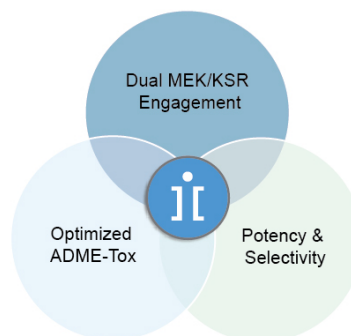 Dual MEK/KSR
Engagement
Optimized
ADME-Tox
Potency &
Selectivity